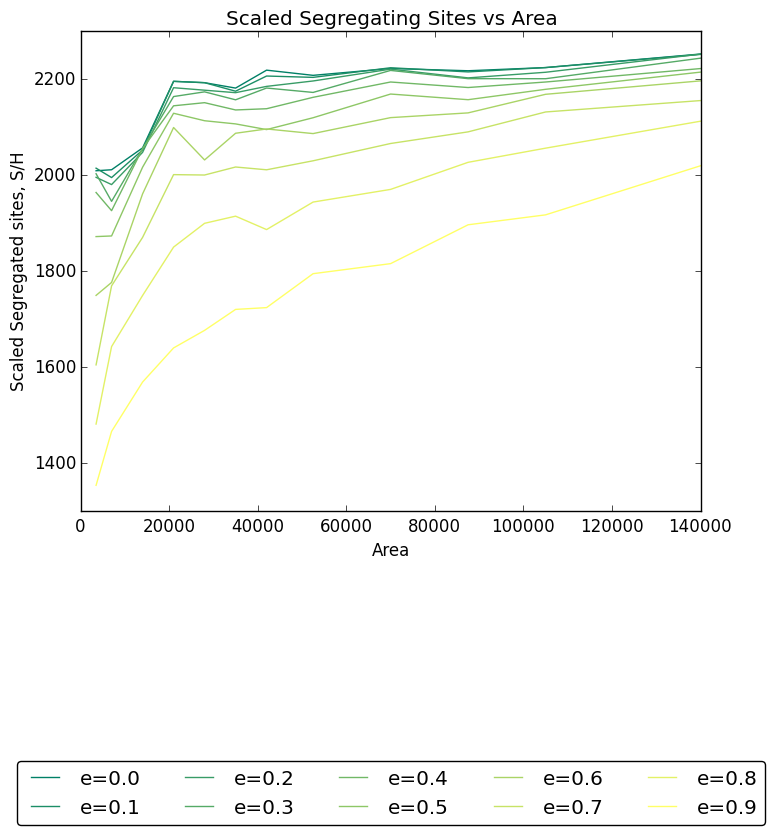 Scaled Segregating Sites vs Area
Scaled Segregated sites, S/H
2200
2000
1800
1600
1400
0 20000 40000 60000 80000 100000 120000 140000
Area
e=0.0 e=0.2 e=0.4 e=0.6 e=0.8
e=0.1 e=0.3 e=0.5 e=0.7 e=0.9